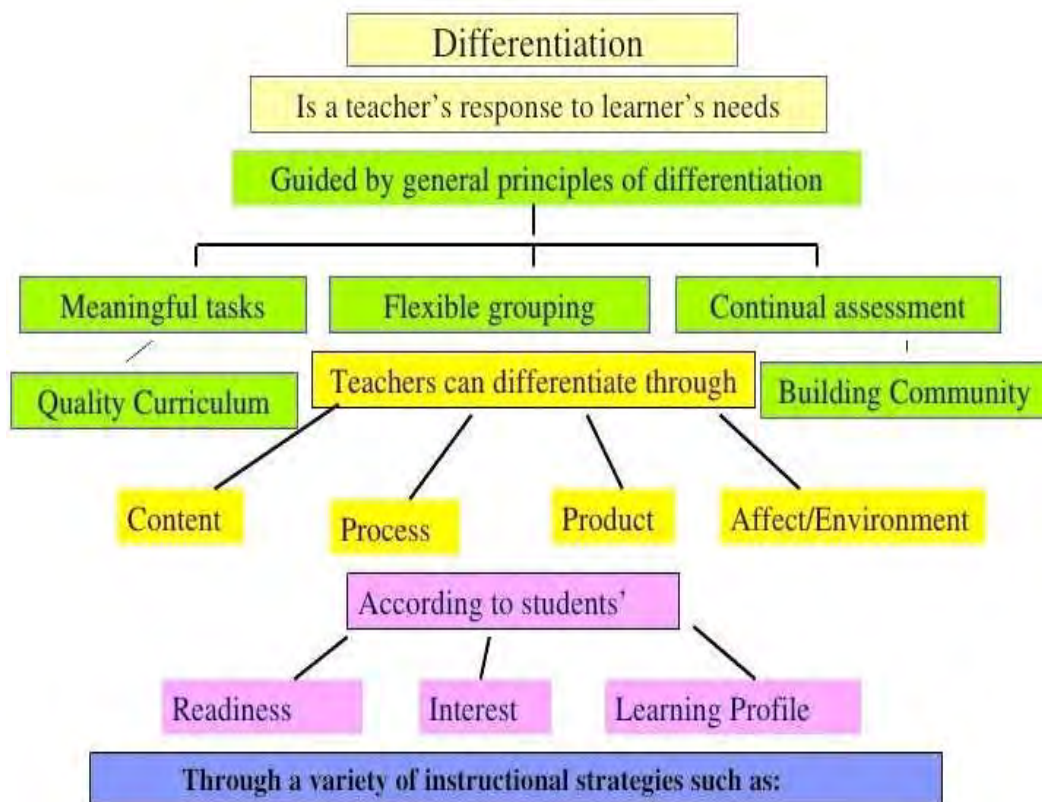 Differentiation
Is a teacher's response to learner's needs
Guided by general principles of differentiation
Meaningful tasks
Flexible grouping
Continual assessment
Quality Curriculum
Teachers can differentiate through
Building Community
Content
Process
Product
Affect/Environment
According to students'
Readiness
Interest
Learning Profile
Through a variety of instructional strategies such as: